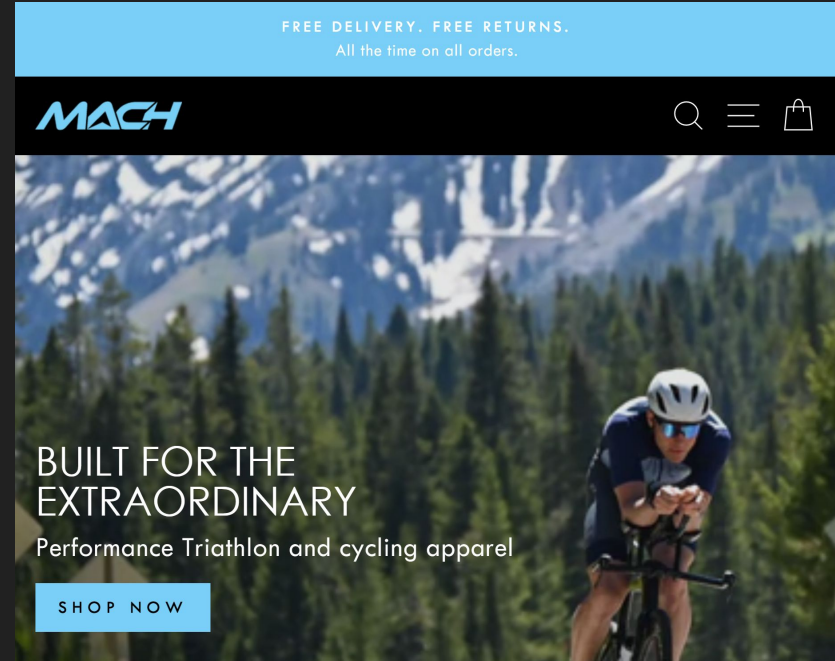 FREE DELIVERY. FREE RETURNS.
All the time on all orders.
MACH
BUILT FOR THE
EXTRAORDINARY
Performance Triathlon and cycling apparel
SHOP NOW